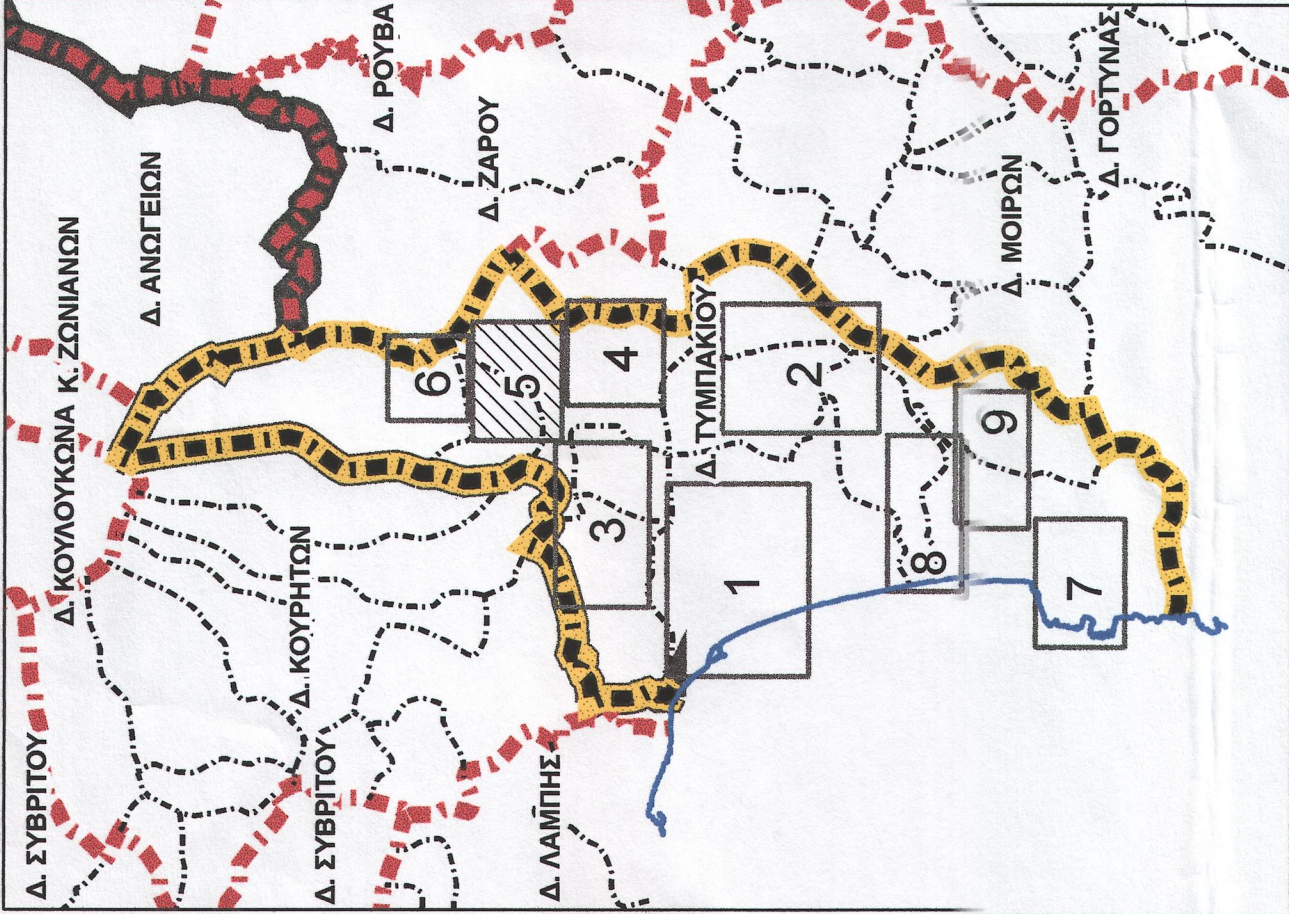 Δ. ΣΥΒΡΙΤΟΥ
Δ. ΚΟΥΛΟΥΚΩΝΑ
Κ. ΖΩΝΙΑΝΩΝ
Δ. ΑΝΩΓΕΙΩΝ
Δ. ΚΟΥΡΗΤΩΝ
Δ. ΣΥΒΡΙΤΟΥ
Δ. ΡΟΥΒΑ
Δ. ΖΑΡΟΥ
Δ. ΛΑΜΠΗΣ
Δ. ΤΥΜΠΑΚΙΟΥ
Δ. ΜΟΙΡΩΝ
Δ. ΓΟΡΤΥΝΑΣ
6
5
4
3
2
1
8
9
7